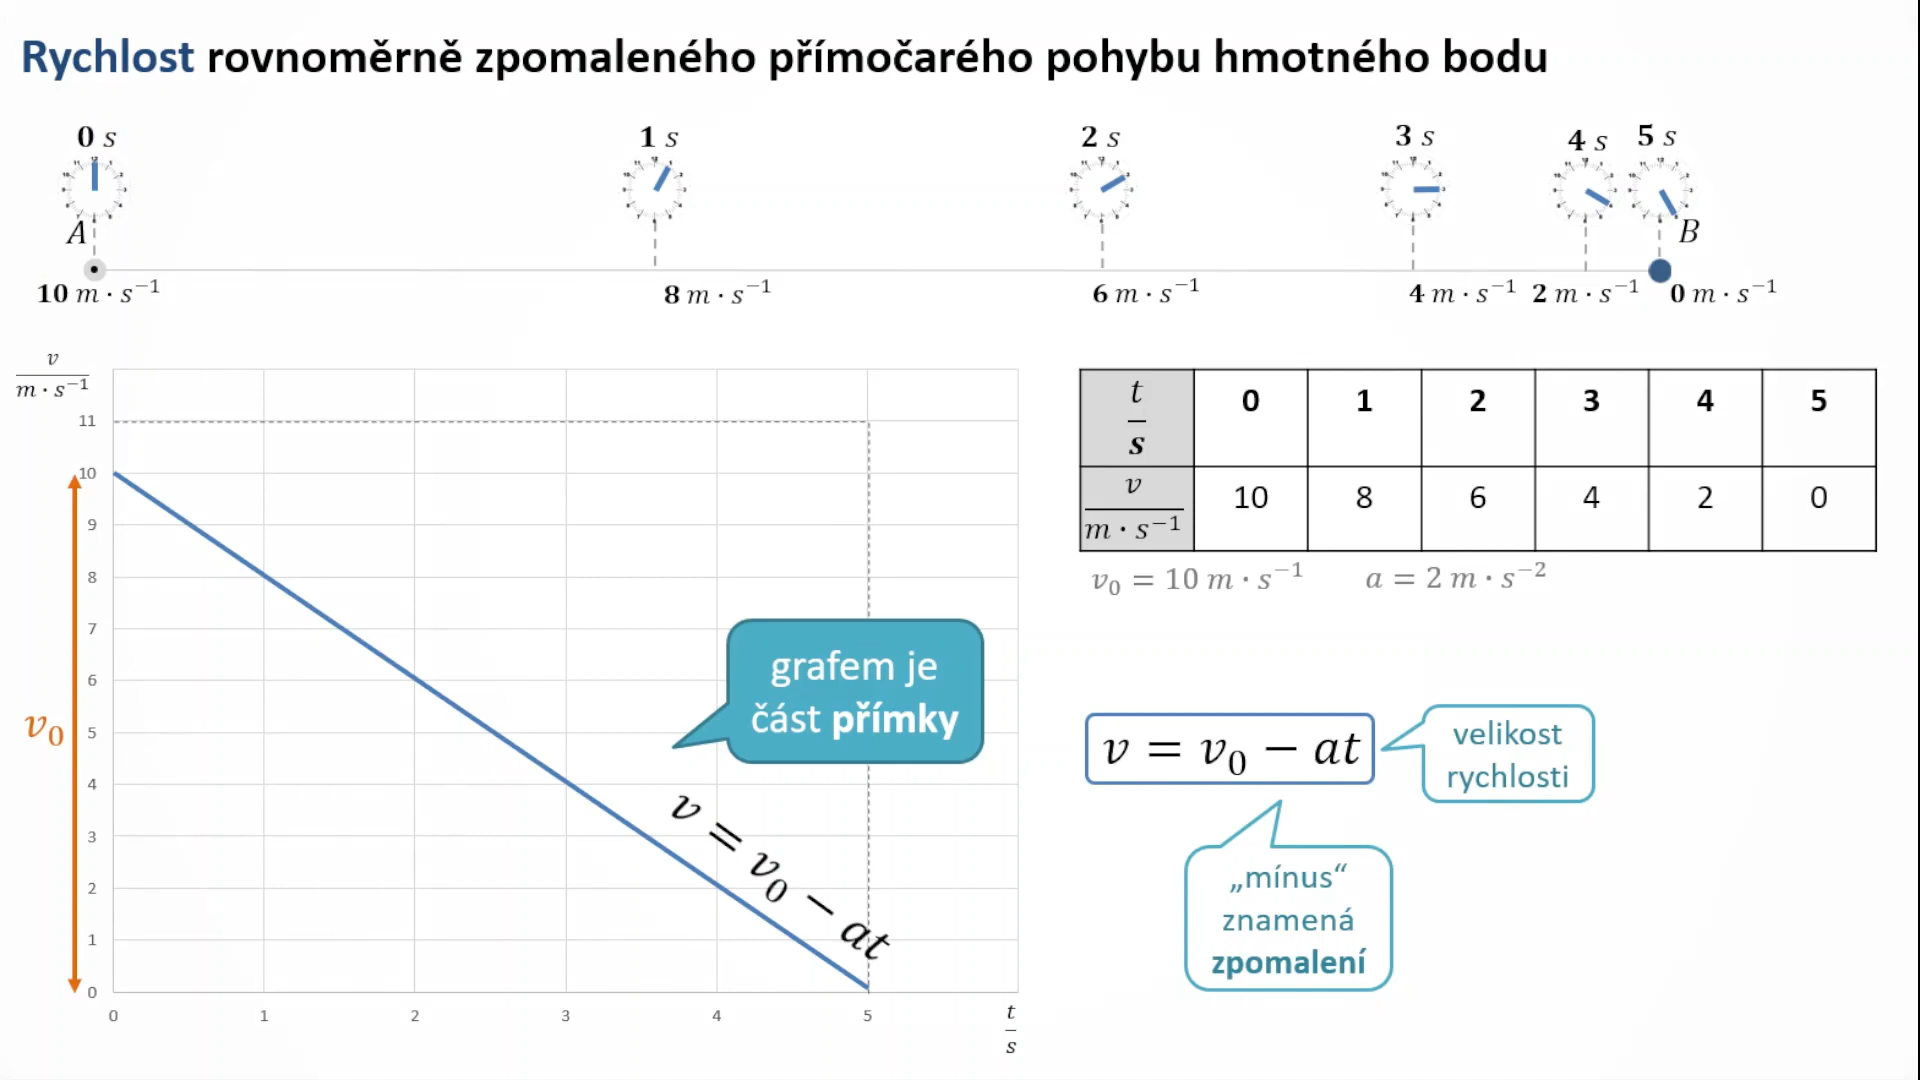 Rychlost rovnoměrně zpomaleného přímočarého pohybu hmotného bodu
0 s 1 s 2 s 3 s 4 s 5 s
A B
10 m · s⁻¹ 8 m · s⁻¹ 6 m · s⁻¹ 4 m · s⁻¹ 2 m · s⁻¹ 0 m · s⁻¹
v
m · s⁻¹
11
10
9
8
7
6
5
4
3
2
1
0
v₀
0 1 2 3 4 5
t
s
grafem je
část přímky
v = v₀ − at
t
s
0 1 2 3 4 5
v
m · s⁻¹
10 8 6 4 2 0
v₀ = 10 m · s⁻¹ a = 2 m · s⁻²
v = v₀ − at
velikost
rychlosti
„mínus“
znamená
zpomalení